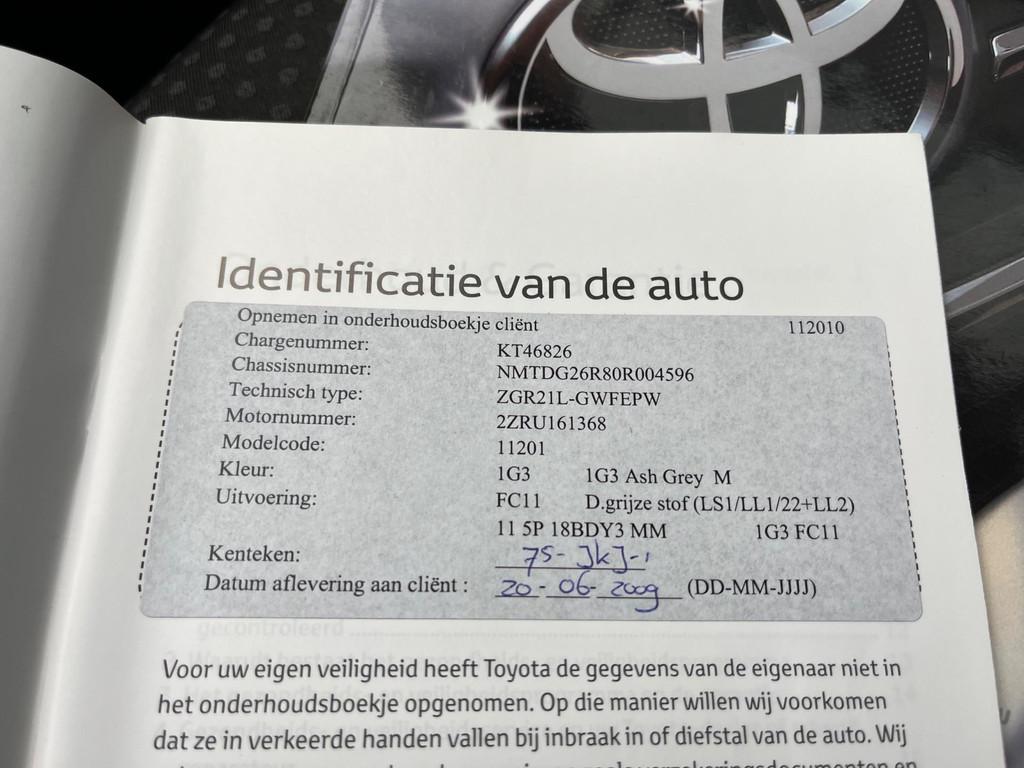 Identificatie van de auto
Opnemen in onderhoudsboekje cliënt 112010
Chargenummer: KT46826
Chassisnummer: NMTDG26R80R004596
Technisch type: ZGR21L-GWFEPW
Motornummer: 2ZRU161368
Modelcode: 11201
Kleur: 1G3 1G3 Ash Grey M
Uitvoering: FC11 D.grijze stof (LS1/LL1/22+LL2)
11 5P 18BDY3 MM 1G3 FC11
Kenteken: 75-JKJ-1
Datum aflevering aan cliënt : 20-06-2009 (DD-MM-JJJJ)
gecontroleerd
Voor uw eigen veiligheid heeft Toyota de gegevens van de eigenaar niet in
het onderhoudsboekje opgenomen. Op die manier willen wij voorkomen
dat ze in verkeerde handen vallen bij inbraak in of diefstal van de auto. Wij